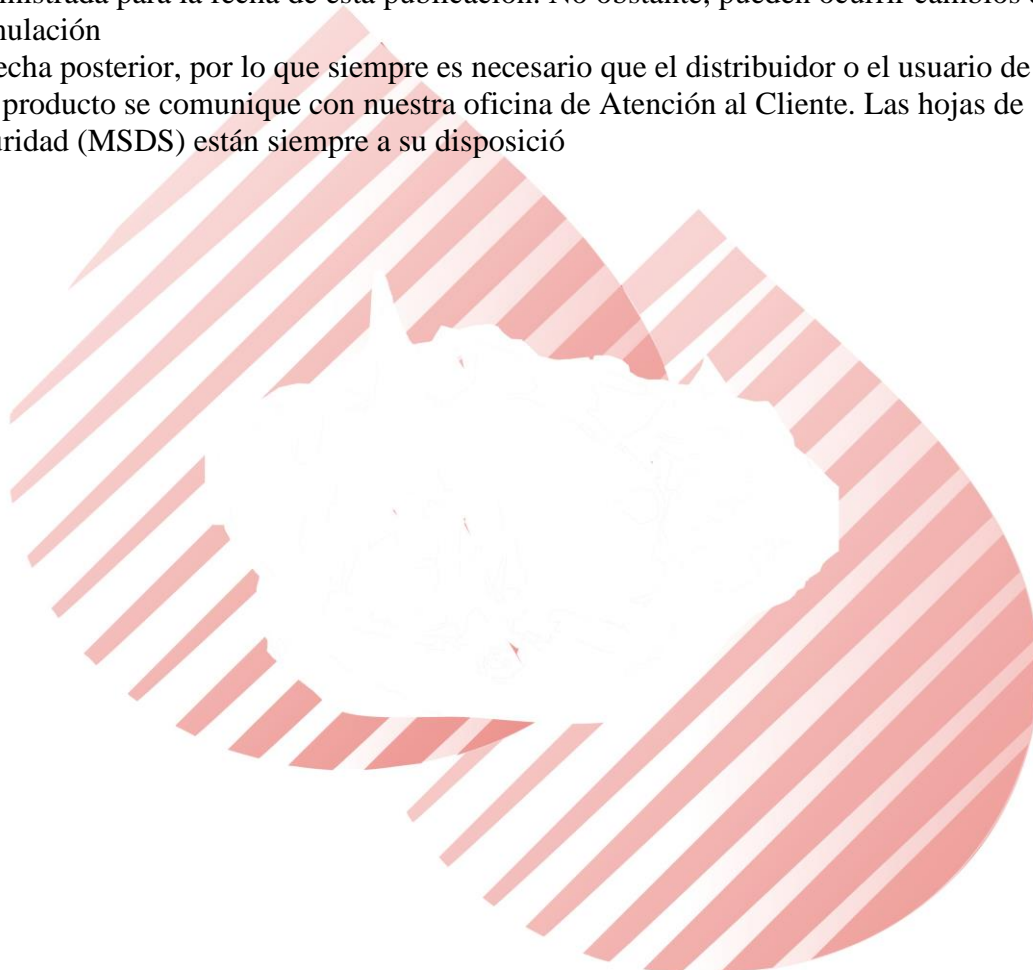 inistrada para la fecha de esta publicación. No obstante, pueden ocurrir cambios
mulación
echa posterior, por lo que siempre es necesario que el distribuidor o el usuario de
producto se comunique con nuestra oficina de Atención al Cliente. Las hojas de
uridad (MSDS) están siempre a su disposició